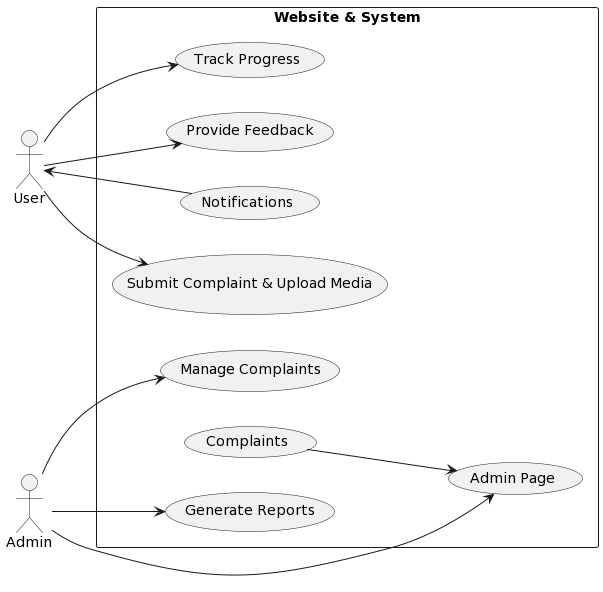 Website & System
Track Progress
Provide Feedback
User
Notifications
Submit Complaint & Upload Media
Manage Complaints
Complaints
Admin Page
Generate Reports
Admin